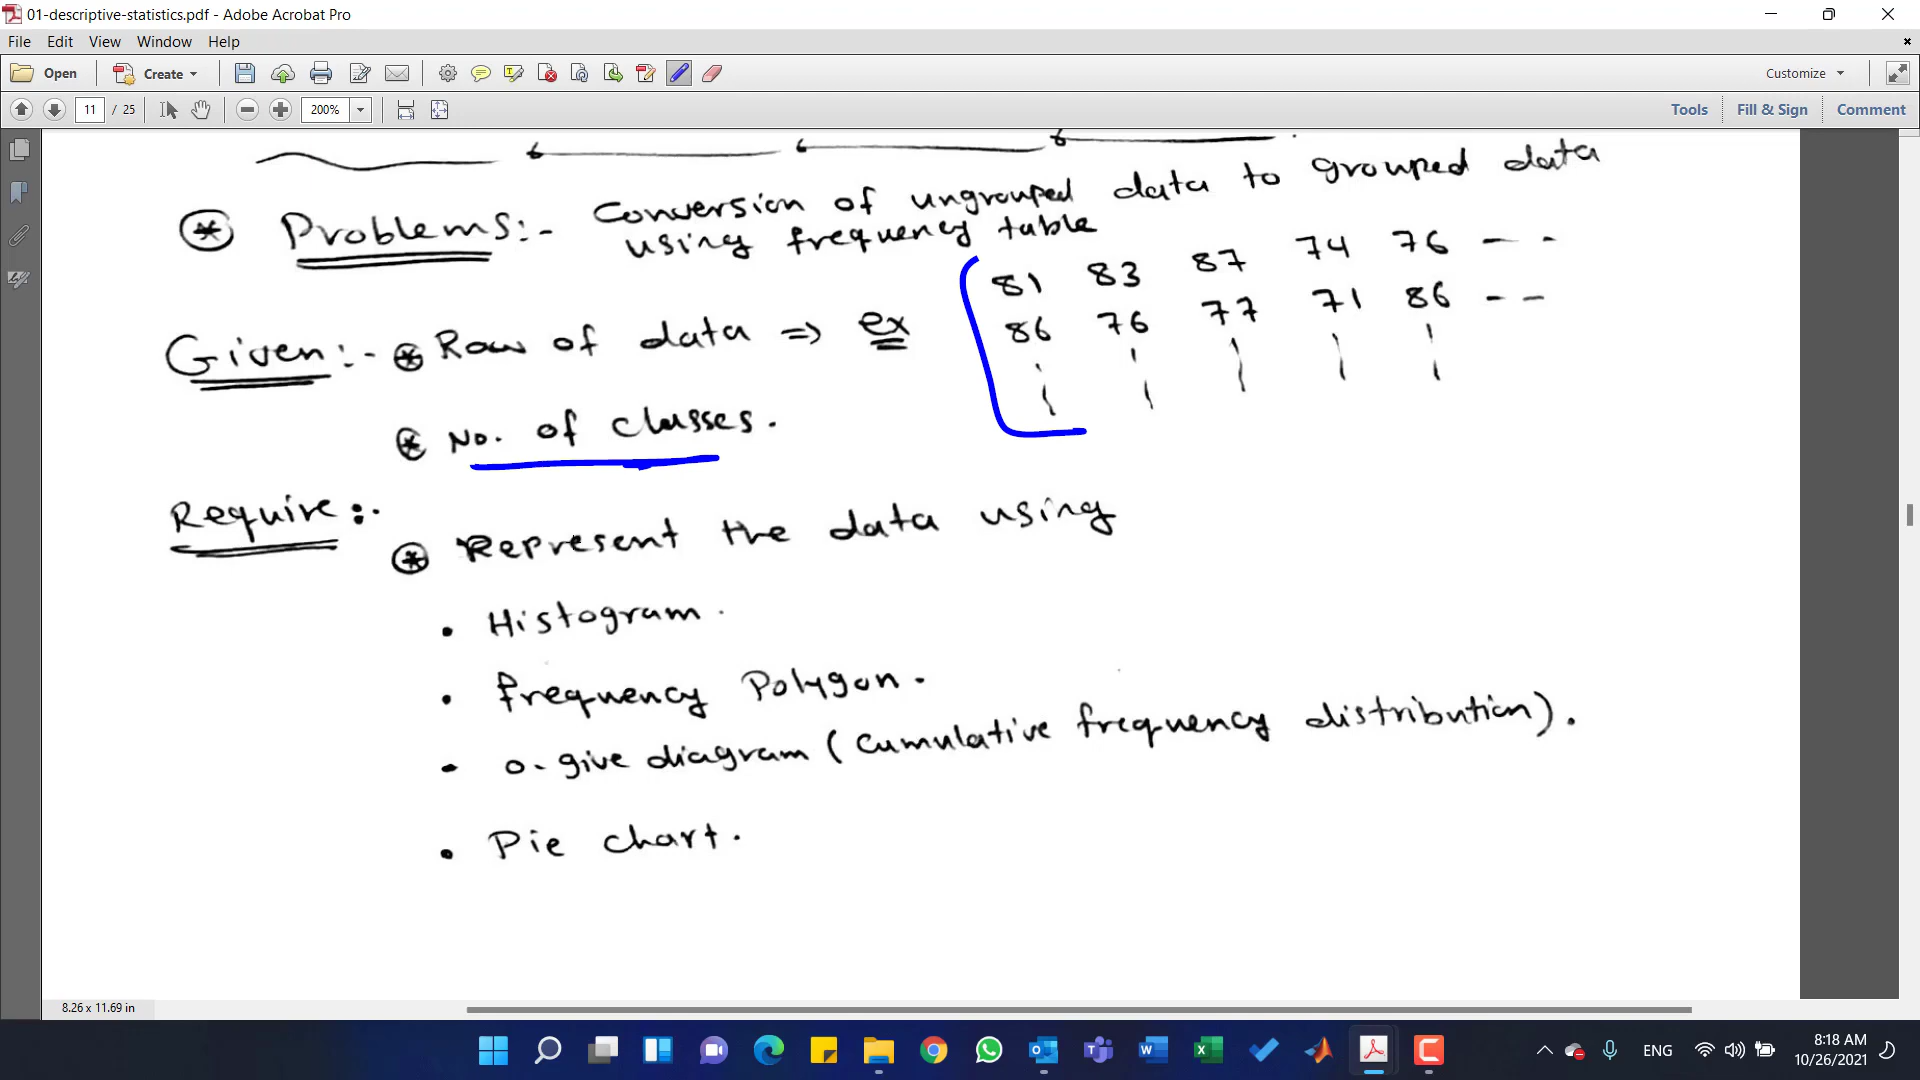 01-descriptive-statistics.pdf - Adobe Acrobat Pro
File Edit View Window Help
Open Create Customize
11 / 25 200% Tools Fill & Sign Comment
Problems:- Conversion of ungrouped data to grouped data
using frequency table
Given:- Row of data => ex
81 83 87 74 76 - -
86 76 77 71 86 - -
No. of classes.
Require:.
Represent the data using
• Histogram.
• frequency Polygon.
• o-give diagram (Cumulative frequency distribution).
• Pie chart.
8.26 x 11.69 in
ENG 8:18 AM
10/26/2021